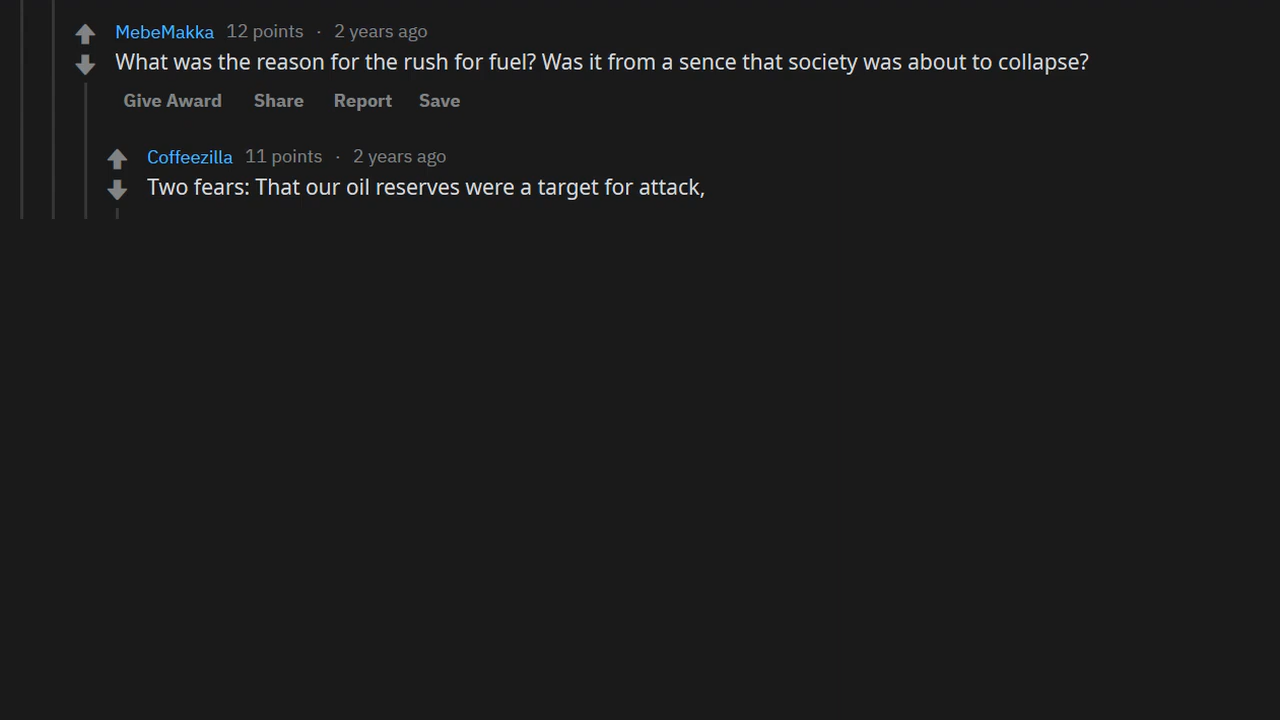 MebeMakka 12 points · 2 years ago
What was the reason for the rush for fuel? Was it from a sence that society was about to collapse?
Give Award Share Report Save
Coffeezilla 11 points · 2 years ago
Two fears: That our oil reserves were a target for attack,